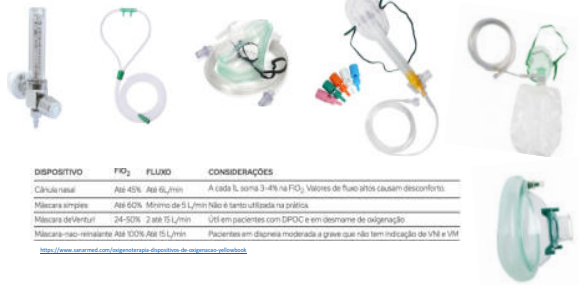 DISPOSITIVO FIO2 FLUXO CONSIDERAÇÕES
Cânula nasal Até 45% Até 6L/min A cada 1L soma 3-4% na FIO2. Valores de fluxo altos causam desconforto.
Máscara simples Até 60% Mínimo de 5 L/min Não é tanto utilizada na prática.
Máscara de Venturi 24-50% 2 até 15 L/min Útil em pacientes com DPOC e em desmame de oxigenação
Máscara-nao-reinalante Até 100% Até 15 L/min Pacientes em dispneia moderada a grave que não tem indicação de VNI e VM
https://www.sanarmed.com/oxigenoterapia-dispositivos-de-oxigenacao-yellowbook